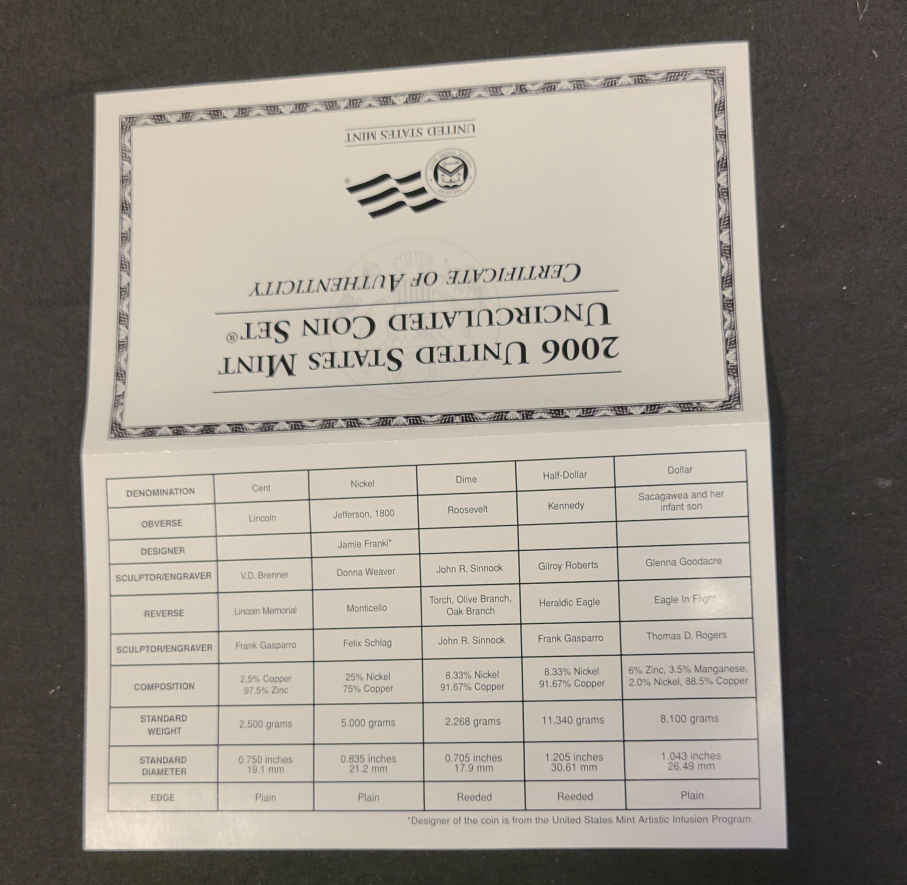 UNITED STATES MINT
CERTIFICATE OF AUTHENTICITY
2006 UNITED STATES MINT
UNCIRCULATED COIN SET®
DENOMINATION Cent Nickel Dime Half-Dollar Dollar
OBVERSE Lincoln Jefferson, 1800 Roosevelt Kennedy Sacagawea and her
infant son
DESIGNER Jamie Franki*
SCULPTOR/ENGRAVER V.D. Brenner Donna Weaver John R. Sinnock Gilroy Roberts Glenna Goodacre
REVERSE Lincoln Memorial Monticello Torch, Olive Branch, Heraldic Eagle Eagle In Flight
Oak Branch
SCULPTOR/ENGRAVER Frank Gasparro Felix Schlag John R. Sinnock Frank Gasparro Thomas D. Rogers
COMPOSITION 2.5% Copper 25% Nickel 8.33% Nickel 8.33% Nickel 6% Zinc, 3.5% Manganese,
97.5% Zinc 75% Copper 91.67% Copper 91.67% Copper 2.0% Nickel, 88.5% Copper
STANDARD
WEIGHT 2.500 grams 5.000 grams 2.268 grams 11.340 grams 8.100 grams
STANDARD 0.750 inches 0.835 inches 0.705 inches 1.205 inches 1.043 inches
DIAMETER 19.1 mm 21.2 mm 17.9 mm 30.61 mm 26.49 mm
EDGE Plain Plain Reeded Reeded Plain
*Designer of the coin is from the United States Mint Artistic Infusion Program.